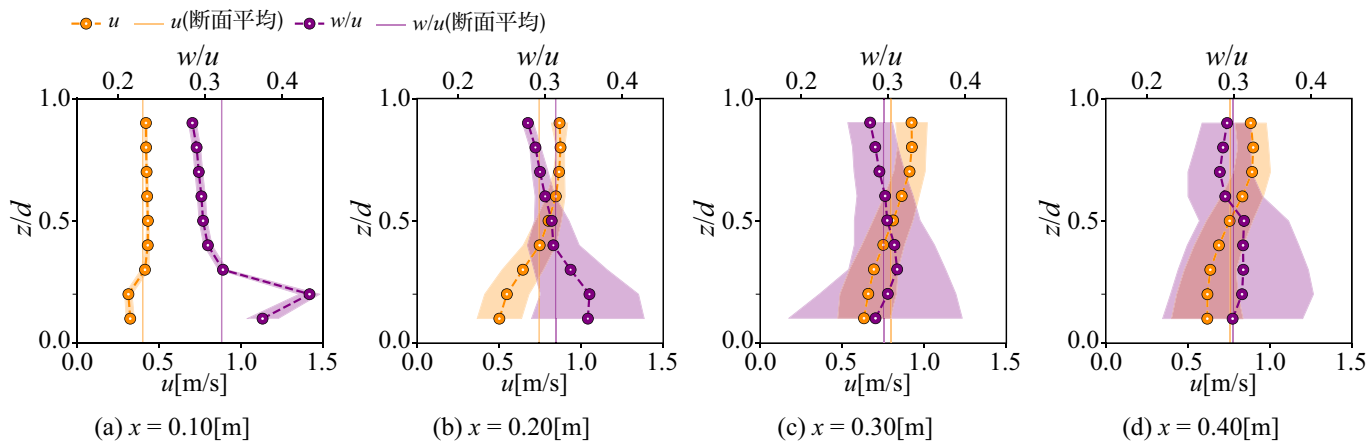 u u(断面平均) w/u w/u(断面平均)
w/u w/u w/u w/u
0.2 0.3 0.4 0.2 0.3 0.4 0.2 0.3 0.4 0.2 0.3 0.4
1.0 1.0 1.0 1.0
z/d 0.5 z/d 0.5 z/d 0.5 z/d 0.5
0.0 0.0 0.0 0.0
0.0 0.5 1.0 1.5 0.0 0.5 1.0 1.5 0.0 0.5 1.0 1.5 0.0 0.5 1.0 1.5
u[m/s] u[m/s] u[m/s] u[m/s]
(a) x = 0.10[m] (b) x = 0.20[m] (c) x = 0.30[m] (d) x = 0.40[m]